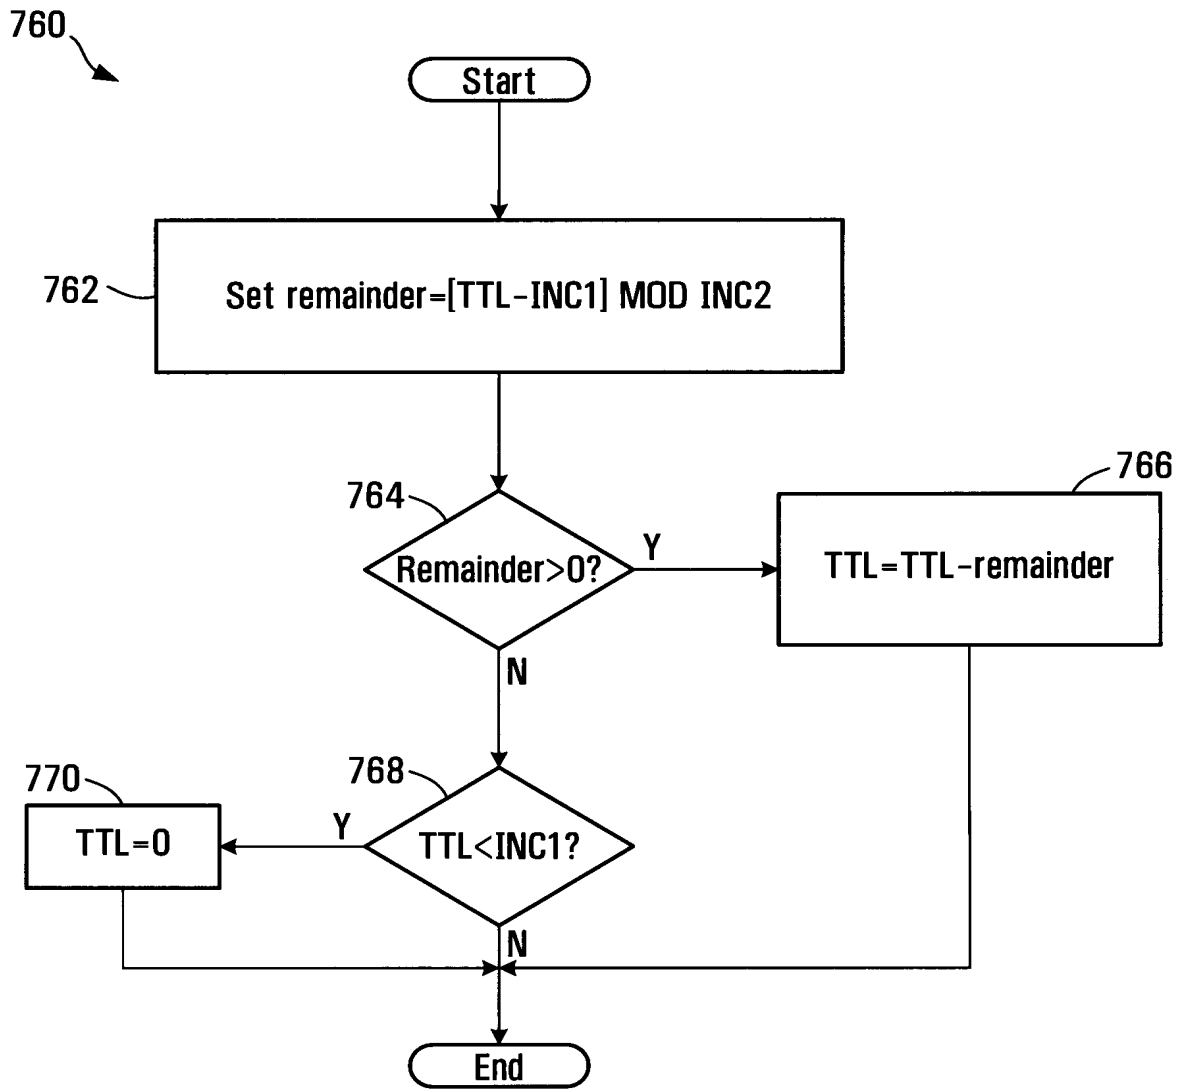 760
Start
762
Set remainder=[TTL-INC1] MOD INC2
764
766
Remainder>0?
Y
TTL=TTL-remainder
N
770
768
TTL=0
Y
TTL<INC1?
N
End